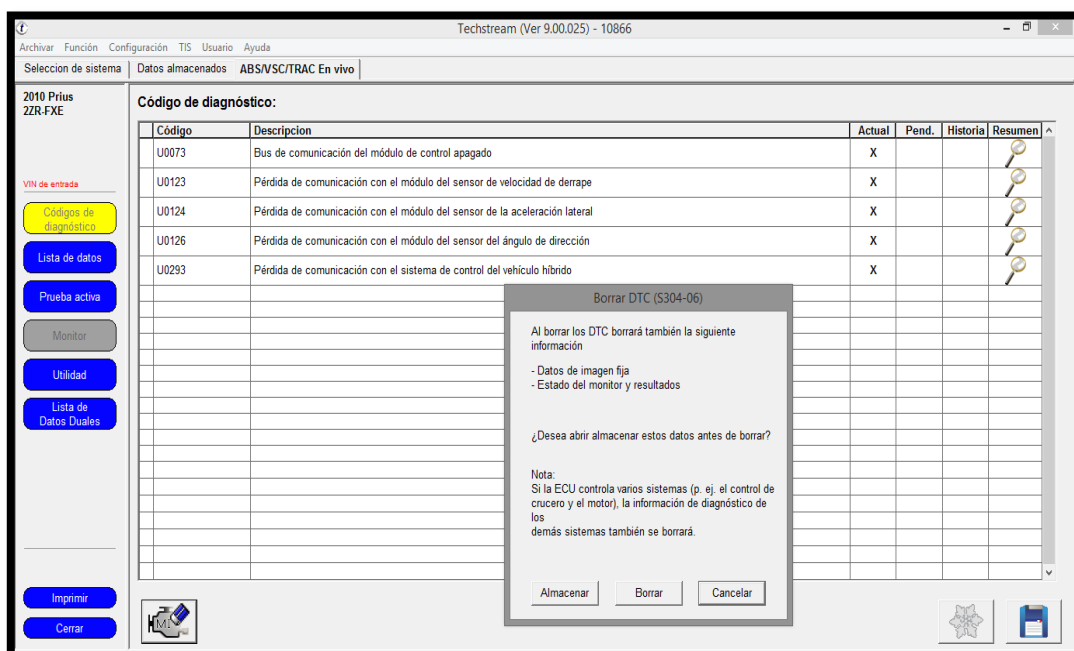 Techstream (Ver 9.00.025) - 10866
Archivar Función Configuración TIS Usuario Ayuda
Seleccion de sistema Datos almacenados ABS/VSC/TRAC En vivo
2010 Prius
2ZR-FXE
VIN de entrada
Códigos de
diagnóstico
Lista de datos
Prueba activa
Monitor
Utilidad
Lista de
Datos Duales
Imprimir
Cerrar
Código de diagnóstico:
Código Descripcion Actual Pend. Historia Resumen
U0073 Bus de comunicación del módulo de control apagado X
U0123 Pérdida de comunicación con el módulo del sensor de velocidad de derrape X
U0124 Pérdida de comunicación con el módulo del sensor de la aceleración lateral X
U0126 Pérdida de comunicación con el módulo del sensor del ángulo de dirección X
U0293 Pérdida de comunicación con el sistema de control del vehículo híbrido X
Borrar DTC (S304-06)
Al borrar los DTC borrará también la siguiente
información
- Datos de imagen fija
- Estado del monitor y resultados
¿Desea abrir almacenar estos datos antes de borrar?
Nota:
Si la ECU controla varios sistemas (p. ej. el control de
crucero y el motor), la información de diagnóstico de
los
demás sistemas también se borrará.
Almacenar Borrar Cancelar